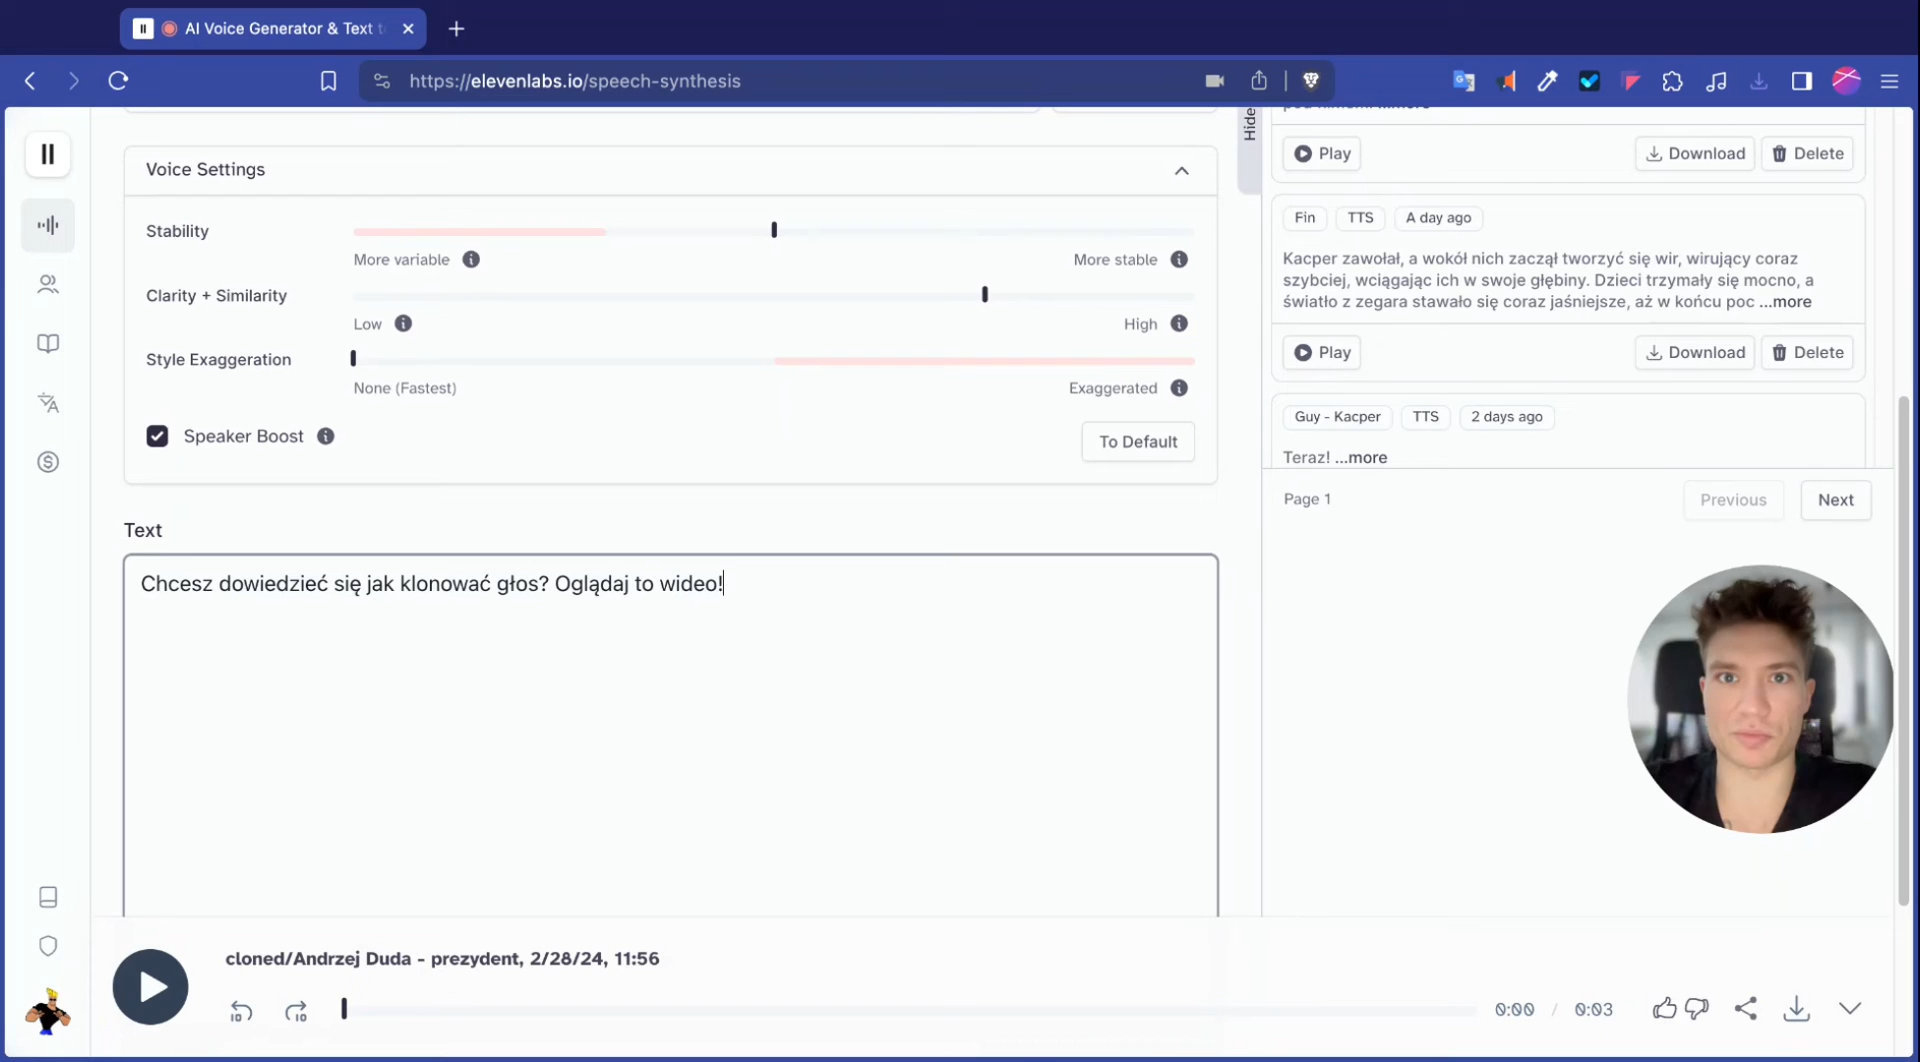 AI Voice Generator & Text t
https://elevenlabs.io/speech-synthesis
Hide
Voice Settings
Stability
More variable
More stable
Clarity + Similarity
Low
High
Style Exaggeration
None (Fastest)
Exaggerated
Speaker Boost
To Default
Text
Chcesz dowiedzieć się jak klonować głos? Oglądaj to wideo!
Play
Download
Delete
Fin
TTS
A day ago
Kacper zawołał, a wokół nich zaczął tworzyć się wir, wirujący coraz
szybciej, wciągając ich w swoje głębiny. Dzieci trzymały się mocno, a
światło z zegara stawało się coraz jaśniejsze, aż w końcu poc ...more
Play
Download
Delete
Guy - Kacper
TTS
2 days ago
Teraz! ...more
Page 1
Previous
Next
cloned/Andrzej Duda - prezydent, 2/28/24, 11:56
10
10
0:00 / 0:03